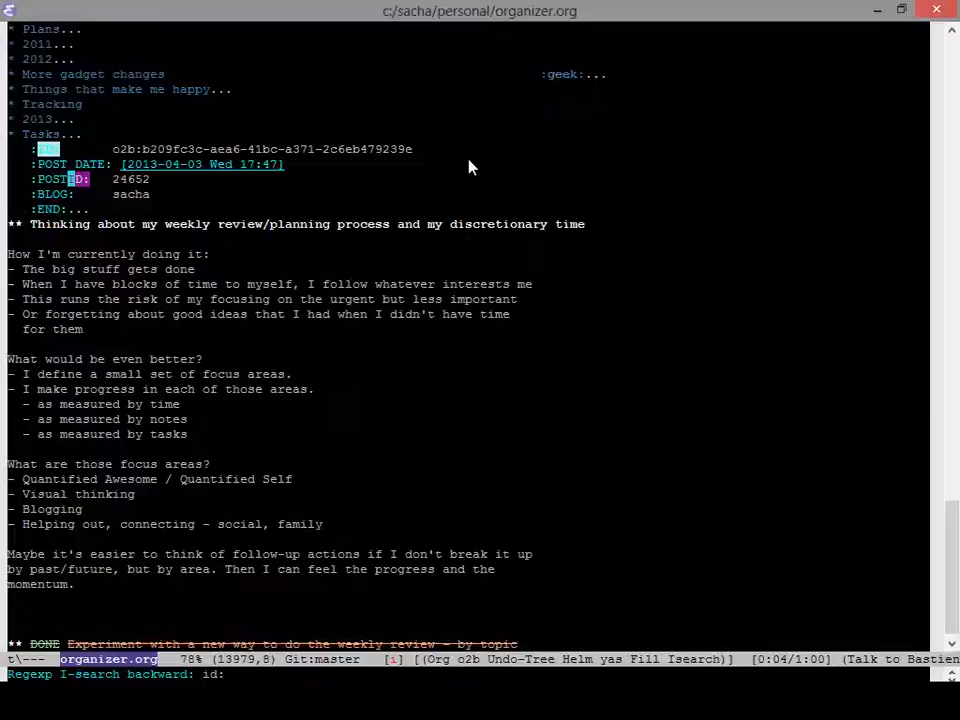 c:/sacha/personal/organizer.org
* Plans...
* 2011...
* 2012...
* More gadget changes :geek:...
* Things that make me happy...
* Tracking
* 2013...
* Tasks...
:ID: o2b:b209fc3c-aea6-41bc-a371-2c6eb479239e
:POST_DATE: [2013-04-03 Wed 17:47]
:POSTID: 24652
:BLOG: sacha
:END:...
** Thinking about my weekly review/planning process and my discretionary time
How I'm currently doing it:
- The big stuff gets done
- When I have blocks of time to myself, I follow whatever interests me
- This runs the risk of my focusing on the urgent but less important
- Or forgetting about good ideas that I had when I didn't have time
for them
What would be even better?
- I define a small set of focus areas.
- I make progress in each of those areas.
- as measured by time
- as measured by notes
- as measured by tasks
What are those focus areas?
- Quantified Awesome / Quantified Self
- Visual thinking
- Blogging
- Helping out, connecting - social, family
Maybe it's easier to think of follow-up actions if I don't break it up
by past/future, but by area. Then I can feel the progress and the
momentum.
** DONE Experiment with a new way to do the weekly review - by topic
t\--- organizer.org 78% (13979,8) Git:master [i] [(Org o2b Undo-Tree Helm yas Fill Isearch)] [0:04/1:00] (Talk to Bastien
Regexp I-search backward: id: